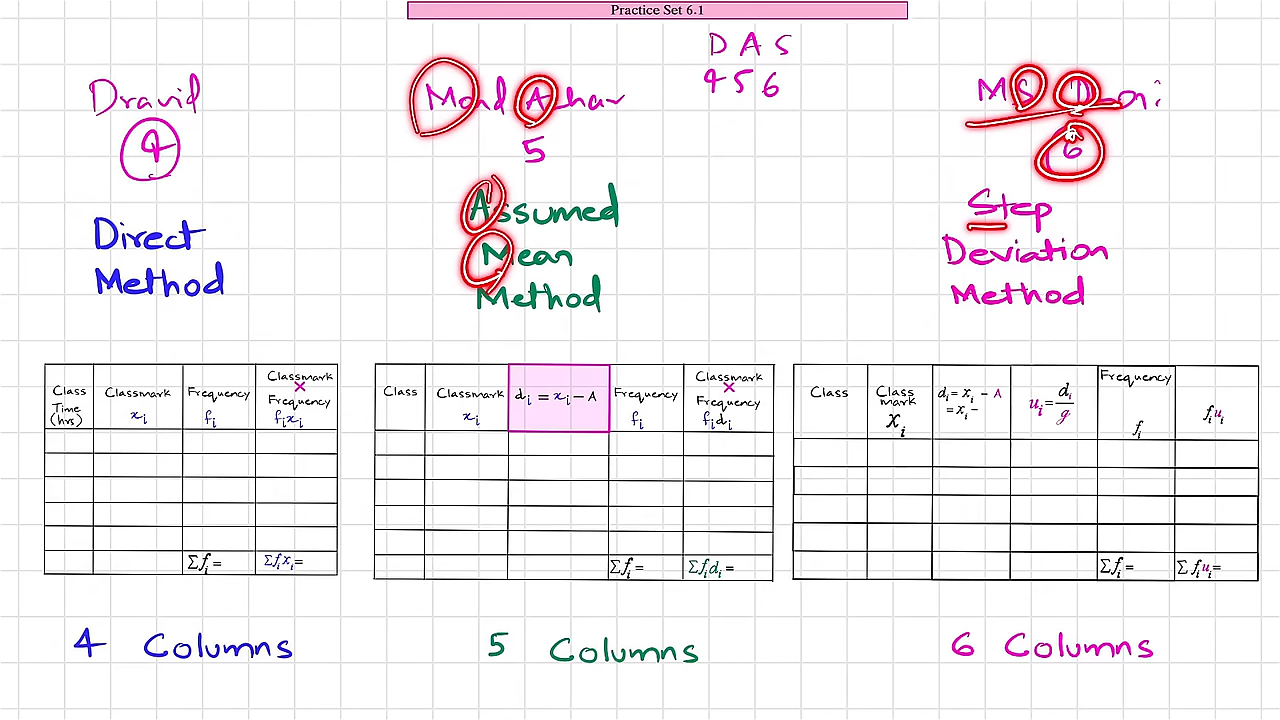 Practice Set 6.1
D A S
4 5 6
Dravid
4
Direct
Method
Mohd Azhar
5
Assumed
Mean
Method
MS Dhoni
6
Step
Deviation
Method
Class Time (hrs)
Classmark xᵢ
Frequency fᵢ
Classmark × Frequency fᵢxᵢ
Σfᵢ=
Σfᵢxᵢ=
Class
Classmark xᵢ
dᵢ = xᵢ − A
Frequency fᵢ
Classmark × Frequency fᵢdᵢ
Σfᵢ=
Σfᵢdᵢ=
Class
Class mark xᵢ
dᵢ = xᵢ - A
= xᵢ -
uᵢ = dᵢ/g
Frequency fᵢ
fᵢuᵢ
Σfᵢ=
Σfᵢuᵢ=
4 Columns
5 Columns
6 Columns